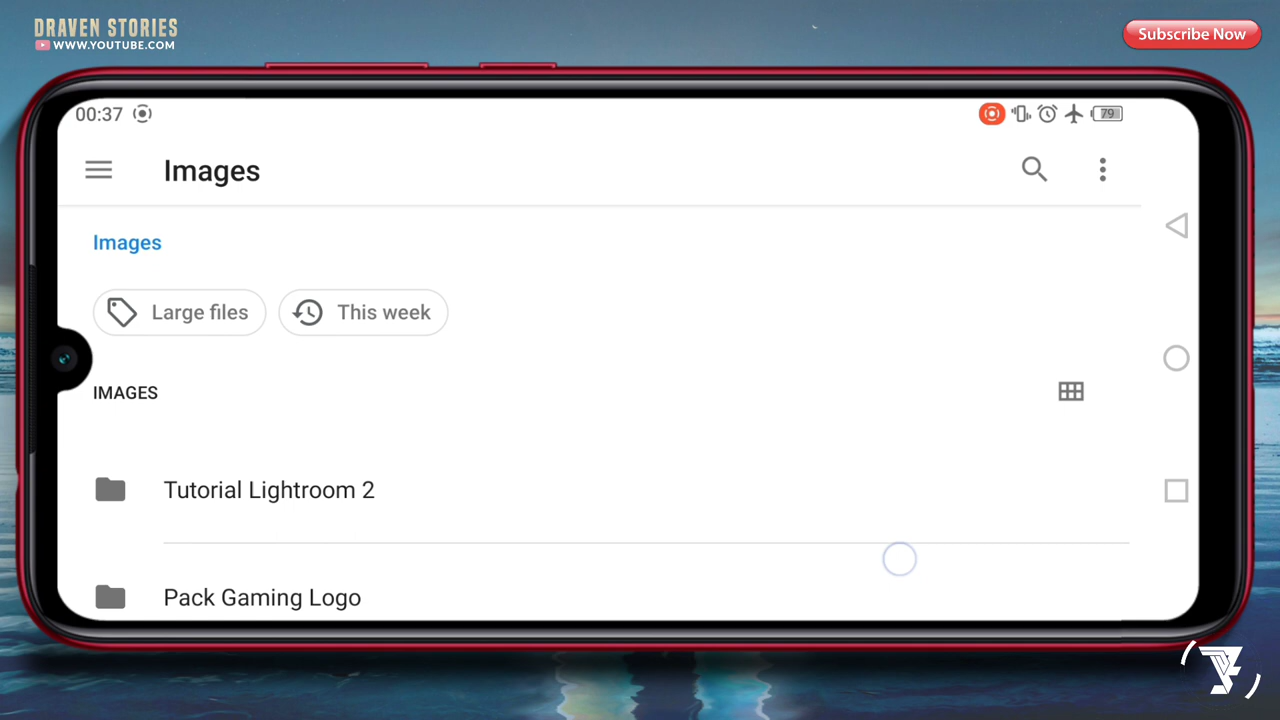 DRAVEN STORIES
WWW.YOUTUBE.COM
Subscribe Now
00:37
79
Images
Images
Large files
This week
IMAGES
Tutorial Lightroom 2
Pack Gaming Logo